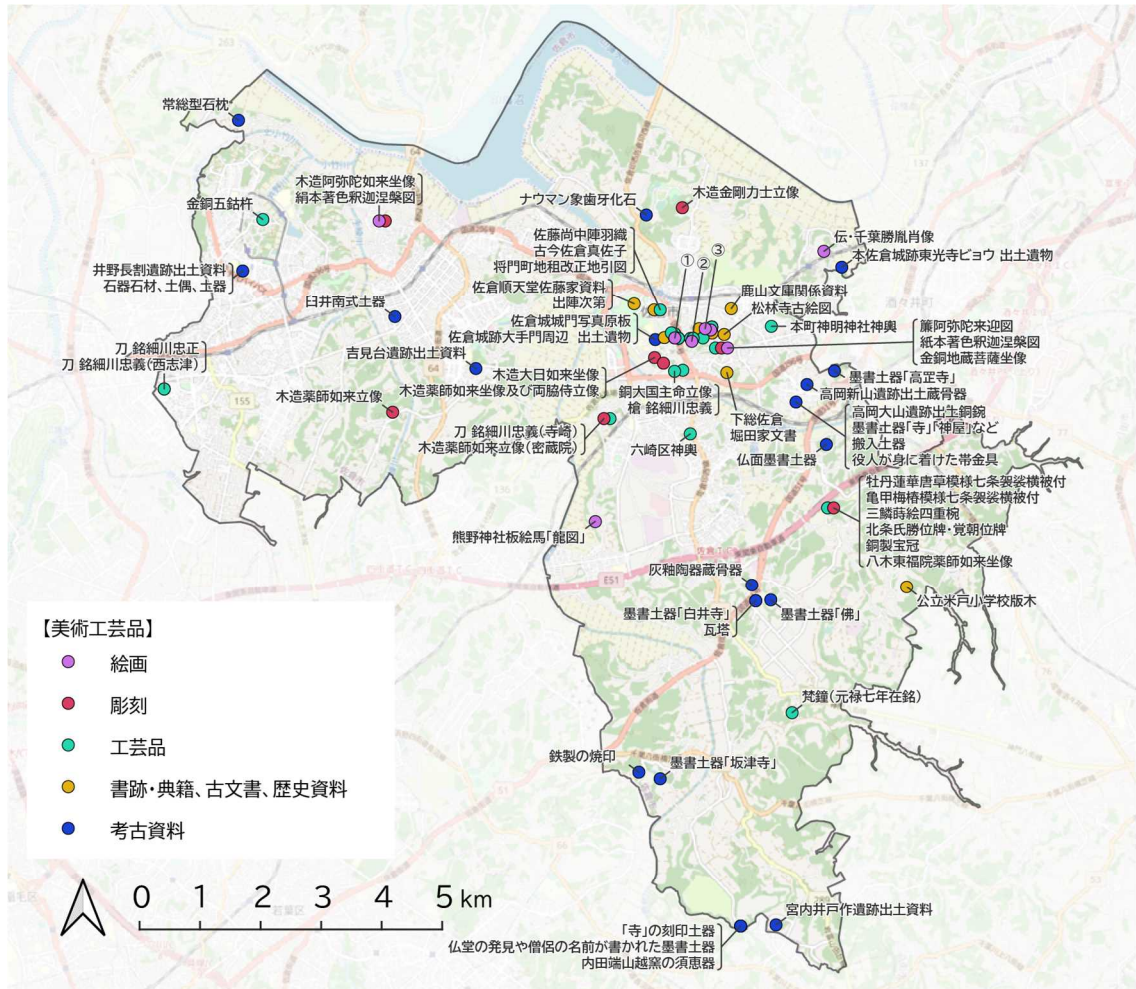 常総型石枕
木造阿弥陀如来坐像
絹本著色釈迦涅槃図
金銅五鈷杵
ナウマン象歯牙化石
木造金剛力士立像
佐藤尚中陣羽織
古今佐倉真佐子
将門町地租改正地引図
①
②
③
伝・千葉勝胤肖像
本佐倉城跡東光寺ビョウ 出土遺物
井野長割遺跡出土資料
石器石材、土偶、土器
佐倉順天堂佐藤家資料
出陣次第
鹿山文庫関係資料
松林寺古絵図
臼井南式土器
佐倉城城門写真原板
佐倉城跡大手門周辺 出土遺物
本町神明神社神輿
簾阿弥陀来迎図
紙本著色釈迦涅槃図
金銅地蔵菩薩坐像
刀 銘細川忠正
刀 銘細川忠義(西志津)
吉見台遺跡出土資料
木造大日如来坐像
木造薬師如来坐像及び両脇侍立像
銅大国主命立像
槍 銘細川忠義
墨書土器「高罡寺」
高岡新山遺跡出土蔵骨器
木造薬師如来立像
下総佐倉
堀田家文書
高岡大山遺跡出土銅鋺
墨書土器「寺」「神屋」など
搬入土器
役人が身に着けた帯金具
刀 銘細川忠義(寺崎)
木造薬師如来立像(密蔵院)
六崎区神輿
仏面墨書土器
牡丹蓮華唐草模様七条袈裟横被付
亀甲梅椿模様七条袈裟横被付
三鱗蒔絵四重椀
北条氏勝位牌・覚朝位牌
銅製宝冠
八木東福院薬師如来坐像
熊野神社板絵馬「龍図」
佐倉T.C
E51
灰釉陶器蔵骨器
公立米戸小学校版木
墨書土器「白井寺」
瓦塔
墨書土器「佛」
【美術工芸品】
絵画
彫刻
工芸品
書跡・典籍、古文書、歴史資料
考古資料
梵鐘(元禄七年在銘)
鉄製の焼印
墨書土器「坂津寺」
0 1 2 3 4 5 km
宮内井戸作遺跡出土資料
「寺」の刻印土器
仏堂の発見や僧侶の名前が書かれた墨書土器
内田端山越窯の須恵器